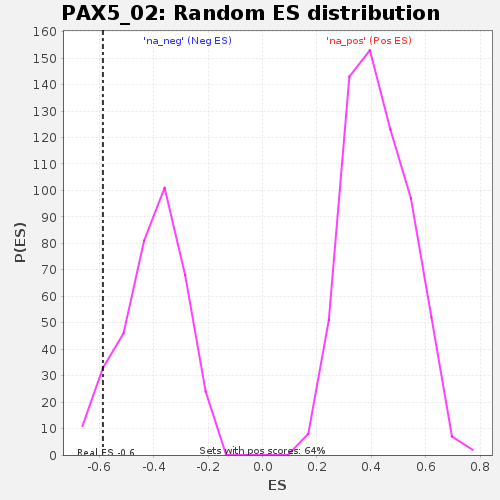 PAX5_02: Random ES distribution
'na_neg' (Neg ES) 'na_pos' (Pos ES)
160
150
140
130
120
110
100
90
80
70
60
50
40
30
20
10
0
P(ES)
Real ES -0.6 Sets with pos scores: 64%
-0.6 -0.4 -0.2 0.0 0.2 0.4 0.6 0.8
ES